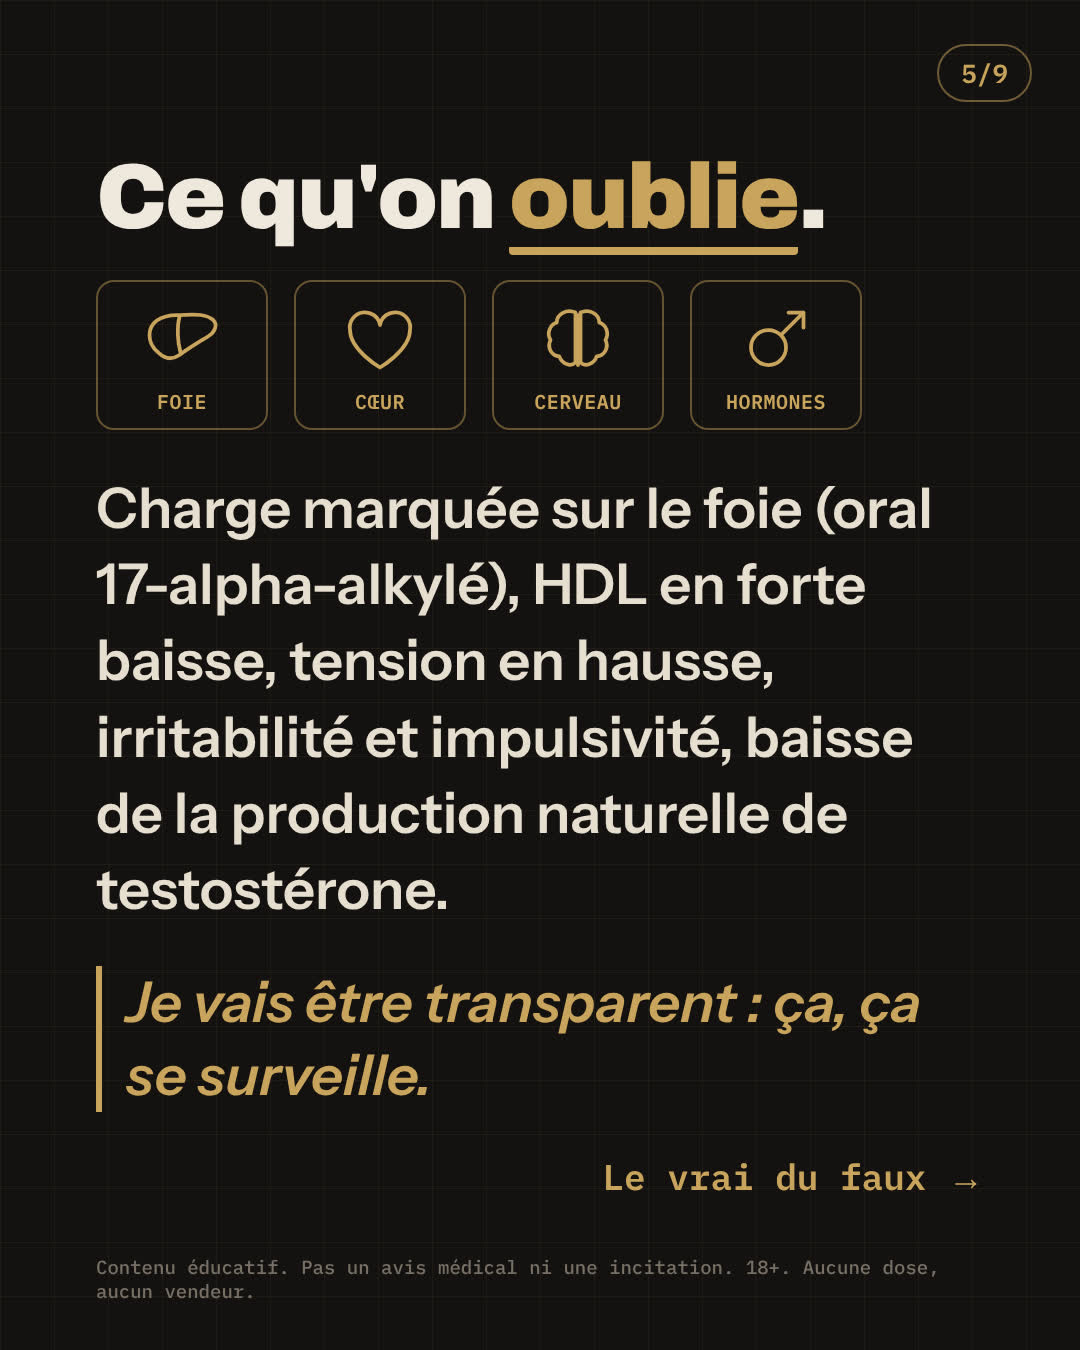 5/9
Ce qu'on oublie.
FOIE
CŒUR
CERVEAU
HORMONES
Charge marquée sur le foie (oral
17-alpha-alkylé), HDL en forte
baisse, tension en hausse,
irritabilité et impulsivité, baisse
de la production naturelle de
testostérone.
Je vais être transparent : ça, ça
se surveille.
Le vrai du faux →
Contenu éducatif. Pas un avis médical ni une incitation. 18+. Aucune dose,
aucun vendeur.